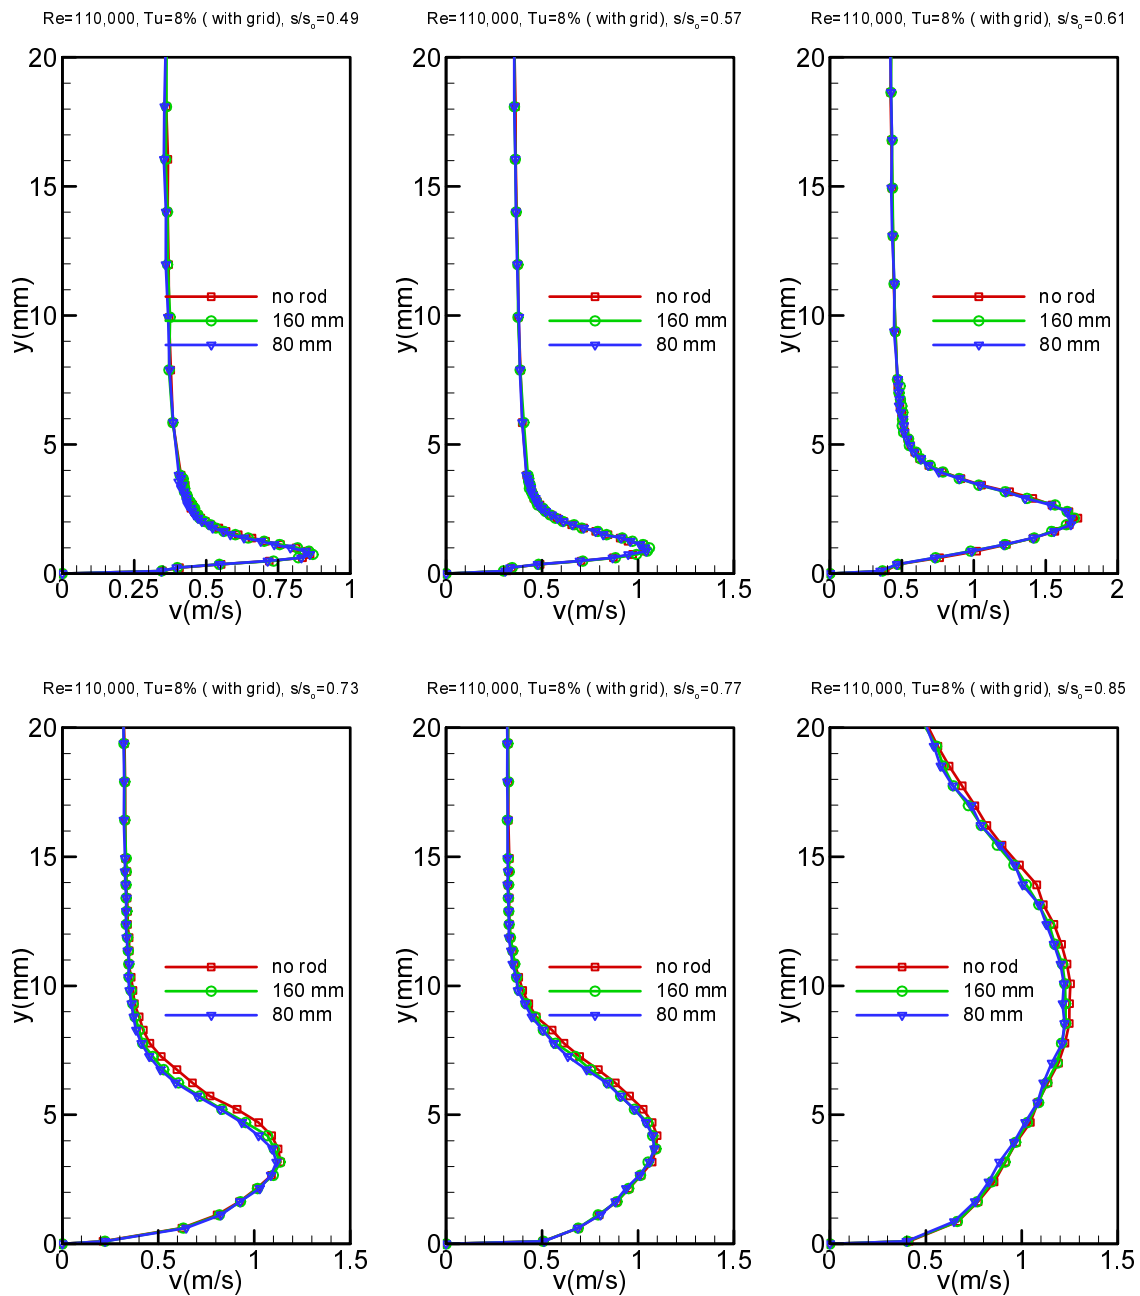 Re=110,000, Tu=8% ( with grid), s/so=0.49
Re=110,000, Tu=8% ( with grid), s/so=0.57
Re=110,000, Tu=8% ( with grid), s/so=0.61
20
15
10
5
0
y(mm)
no rod
160 mm
80 mm
0 0.25 0.5 0.75 1
v(m/s)
20
15
10
5
0
y(mm)
no rod
160 mm
80 mm
0 0.5 1 1.5
v(m/s)
20
15
10
5
0
y(mm)
no rod
160 mm
80 mm
0 0.5 1 1.5 2
v(m/s)
Re=110,000, Tu=8% ( with grid), s/so=0.73
Re=110,000, Tu=8% ( with grid), s/so=0.77
Re=110,000, Tu=8% ( with grid), s/so=0.85
20
15
10
5
0
y(mm)
no rod
160 mm
80 mm
0 0.5 1 1.5
v(m/s)
20
15
10
5
0
y(mm)
no rod
160 mm
80 mm
0 0.5 1 1.5
v(m/s)
20
15
10
5
0
y(mm)
no rod
160 mm
80 mm
0 0.5 1 1.5
v(m/s)